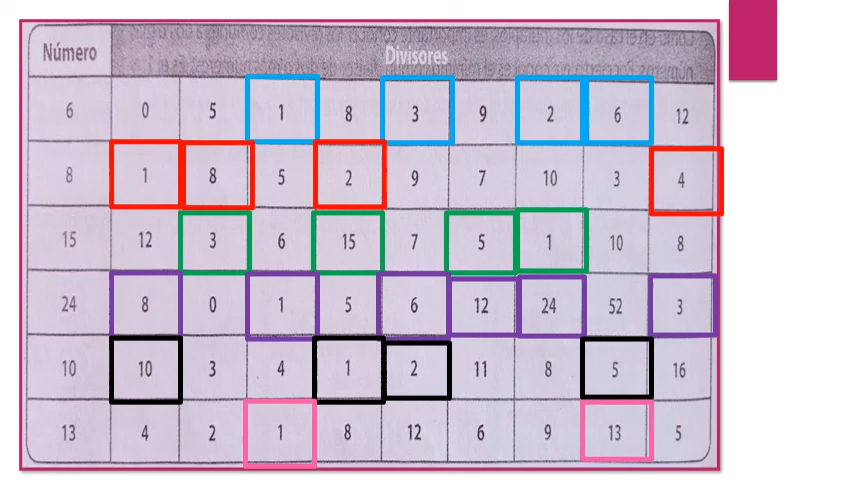 Número Divisores
6 0 5 1 8 3 9 2 6 12
8 1 8 5 2 9 7 10 3 4
15 12 3 6 15 7 5 1 10 8
24 8 0 1 5 6 12 24 52 3
10 10 3 4 1 2 11 8 5 16
13 4 2 1 8 12 6 9 13 5